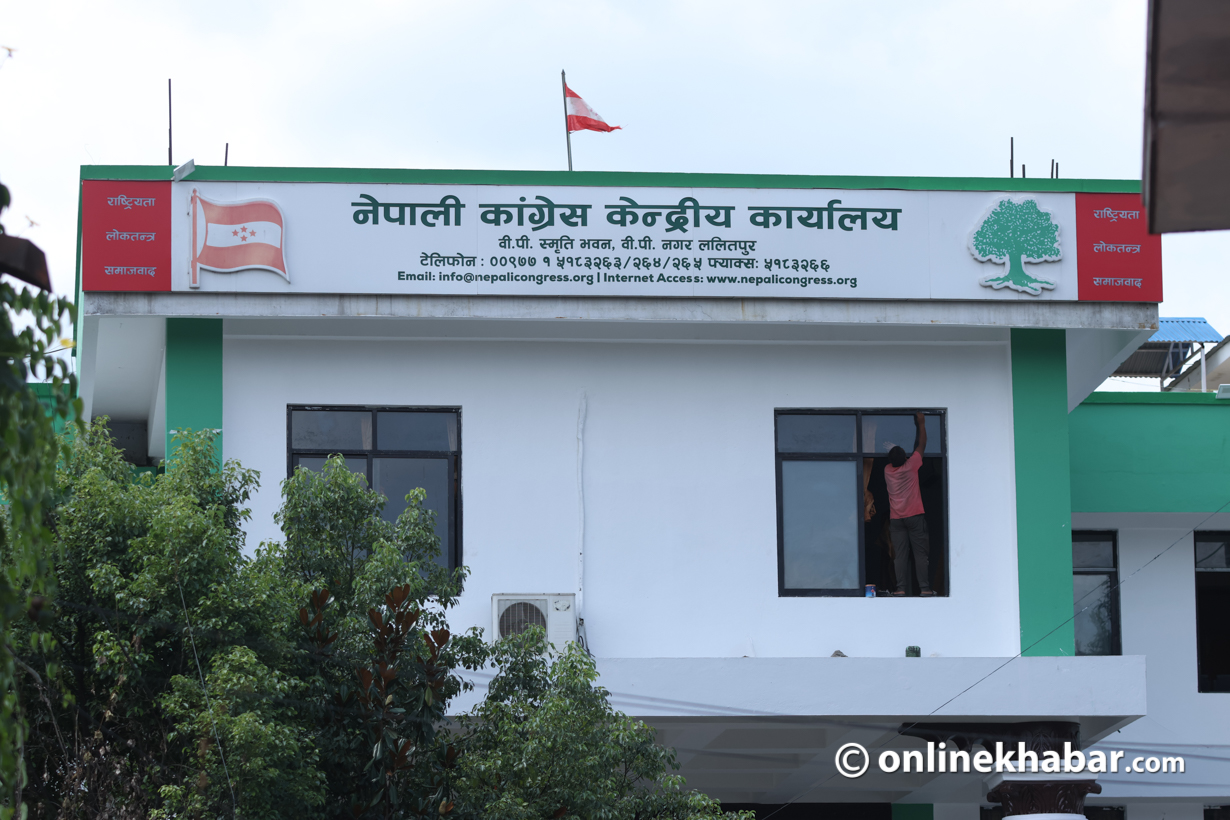 राष्ट्रियता
लोकतन्त्र
समाजवाद
नेपाली कांग्रेस केन्द्रीय कार्यालय
वी.पी. स्मृति भवन, वी.पी. नगर ललितपुर
टेलिफोन : ००९७७ १ ५१८३२६३/२६४/२६५ फ्याक्स: ५१८३२६६
Email: info@nepalicongress.org | Internet Access: www.nepalicongress.org
राष्ट्रियता
लोकतन्त्र
समाजवाद
© onlinekhabar.com